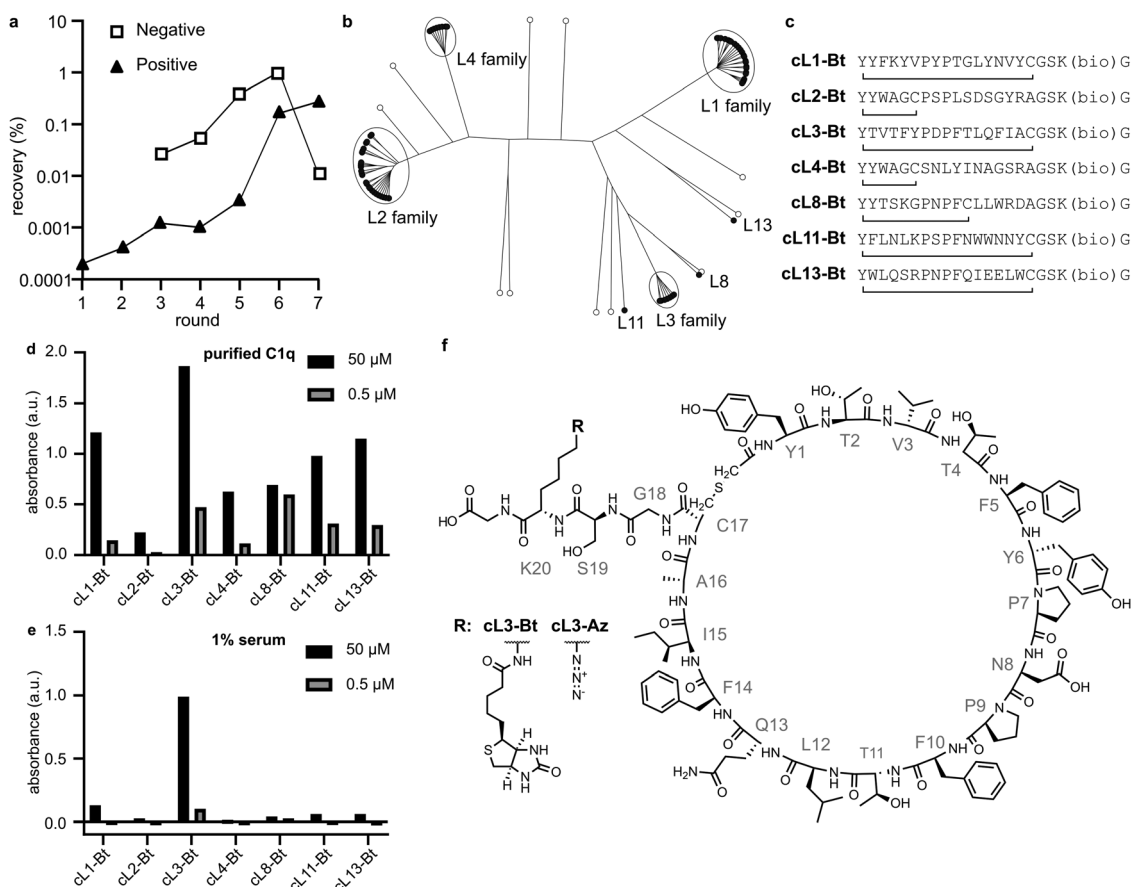 a
10
1
0.1
0.01
0.001
0.0001
recovery (%)
Negative
Positive
1 2 3 4 5 6 7
round
b
L4 family
L1 family
L2 family
L13
L8
L3 family
L11
c
cL1-Bt YYFKYVPYPTGLYNVYCGSK(bio)G
cL2-Bt YYWAGCPSPLSDSGYRAGSK(bio)G
cL3-Bt YTVTFYPDPFTLQFIACGSK(bio)G
cL4-Bt YYWAGCSNLYINAGSRAGSK(bio)G
cL8-Bt YYTSKGPNPFCLLWRDAGSK(bio)G
cL11-Bt YFLNLKPSPFNWWNNYCGSK(bio)G
cL13-Bt YWLQSRPNPFQIEELWCGSK(bio)G
d
purified C1q
50 µM
0.5 µM
2.0
1.5
1.0
0.5
0.0
absorbance (a.u.)
cL1-Bt
cL2-Bt
cL3-Bt
cL4-Bt
cL8-Bt
cL11-Bt
cL13-Bt
e
1% serum
50 µM
0.5 µM
1.5
1.0
0.5
0.0
absorbance (a.u.)
cL1-Bt
cL2-Bt
cL3-Bt
cL4-Bt
cL8-Bt
cL11-Bt
cL13-Bt
f
Y1
T2
V3
T4
F5
Y6
P7
N8
P9
F10
T11
L12
Q13
F14
I15
A16
C17
G18
S19
K20
R
R: cL3-Bt cL3-Az